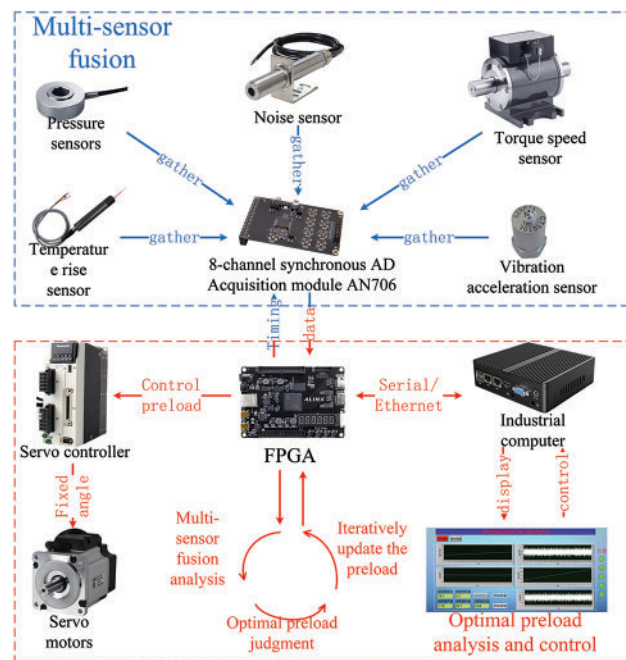 Multi-sensor
fusion
Pressure
sensors
Noise sensor
Torque speed
sensor
gather
gather
gather
Temperatur
e rise
sensor
gather
gather
8-channel synchronous AD
Acquisition module AN706
Vibration
acceleration sensor
Timing
data
Control
preload
Serial/
Ethernet
ALINX
Servo controller
FPGA
Industrial
computer
Fixed
angle
display
control
Multi-
sensor
fusion
analysis
Iteratively
update the
preload
Optimal preload
judgment
Servo
motors
Optimal preload
analysis and control